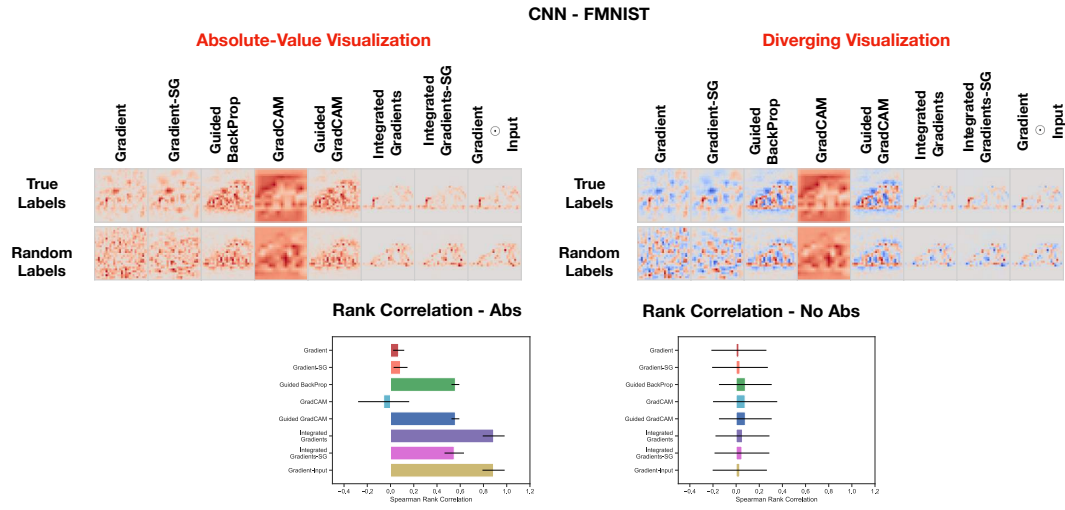 CNN - FMNIST
Absolute-Value Visualization
Diverging Visualization
Gradient
Gradient-SG
Guided
BackProp
GradCAM
Guided
GradCAM
Integrated
Gradients
Integrated
Gradients-SG
Gradient
⊙
Input
Gradient
Gradient-SG
Guided
BackProp
GradCAM
Guided
GradCAM
Integrated
Gradients
Integrated
Gradients-SG
Gradient
⊙
Input
True
Labels
Random
Labels
True
Labels
Random
Labels
Rank Correlation - Abs
Gradient
Gradient-SG
Guided BackProp
GradCAM
Guided GradCAM
Integrated
Gradients
Integrated
Gradients-SG
Gradient-Input
0,4 0,2 0,0 0,2 0,4 0,6 0,8 1,0 1,2
Spearman Rank Correlation
Rank Correlation - No Abs
Gradient
Gradient-SG
Guided BackProp
GradCAM
Guided GradCAM
Integrated
Gradients
Integrated
Gradients-SG
Gradient-Input
0,4 0,2 0,0 0,2 0,4 0,6 0,8 1,0 1,2
Spearman Rank Correlation